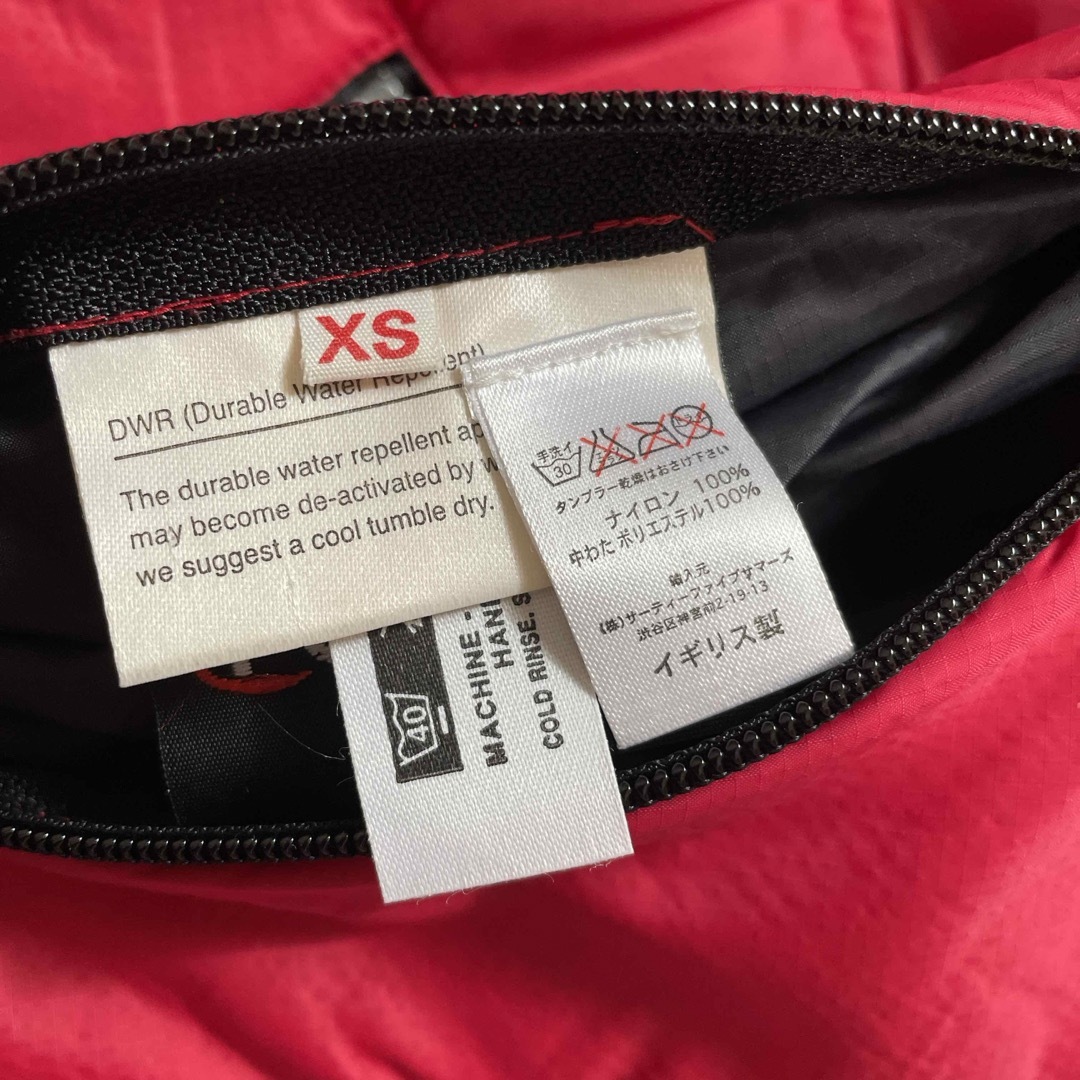 XS
DWR (Durable Water Repellent)
The durable water repellent
may become de-activated by
we suggest a cool tumble dry.
手洗イ
30
タンブラー乾燥はおさけ下さい
ナイロン 100%
中わた ポリエステル100%
輸入元
(株)サーティーファイブサマーズ
渋谷区神宮前2-19-13
イギリス製
40
MACHINE -
HAN
COLD RINSE. S